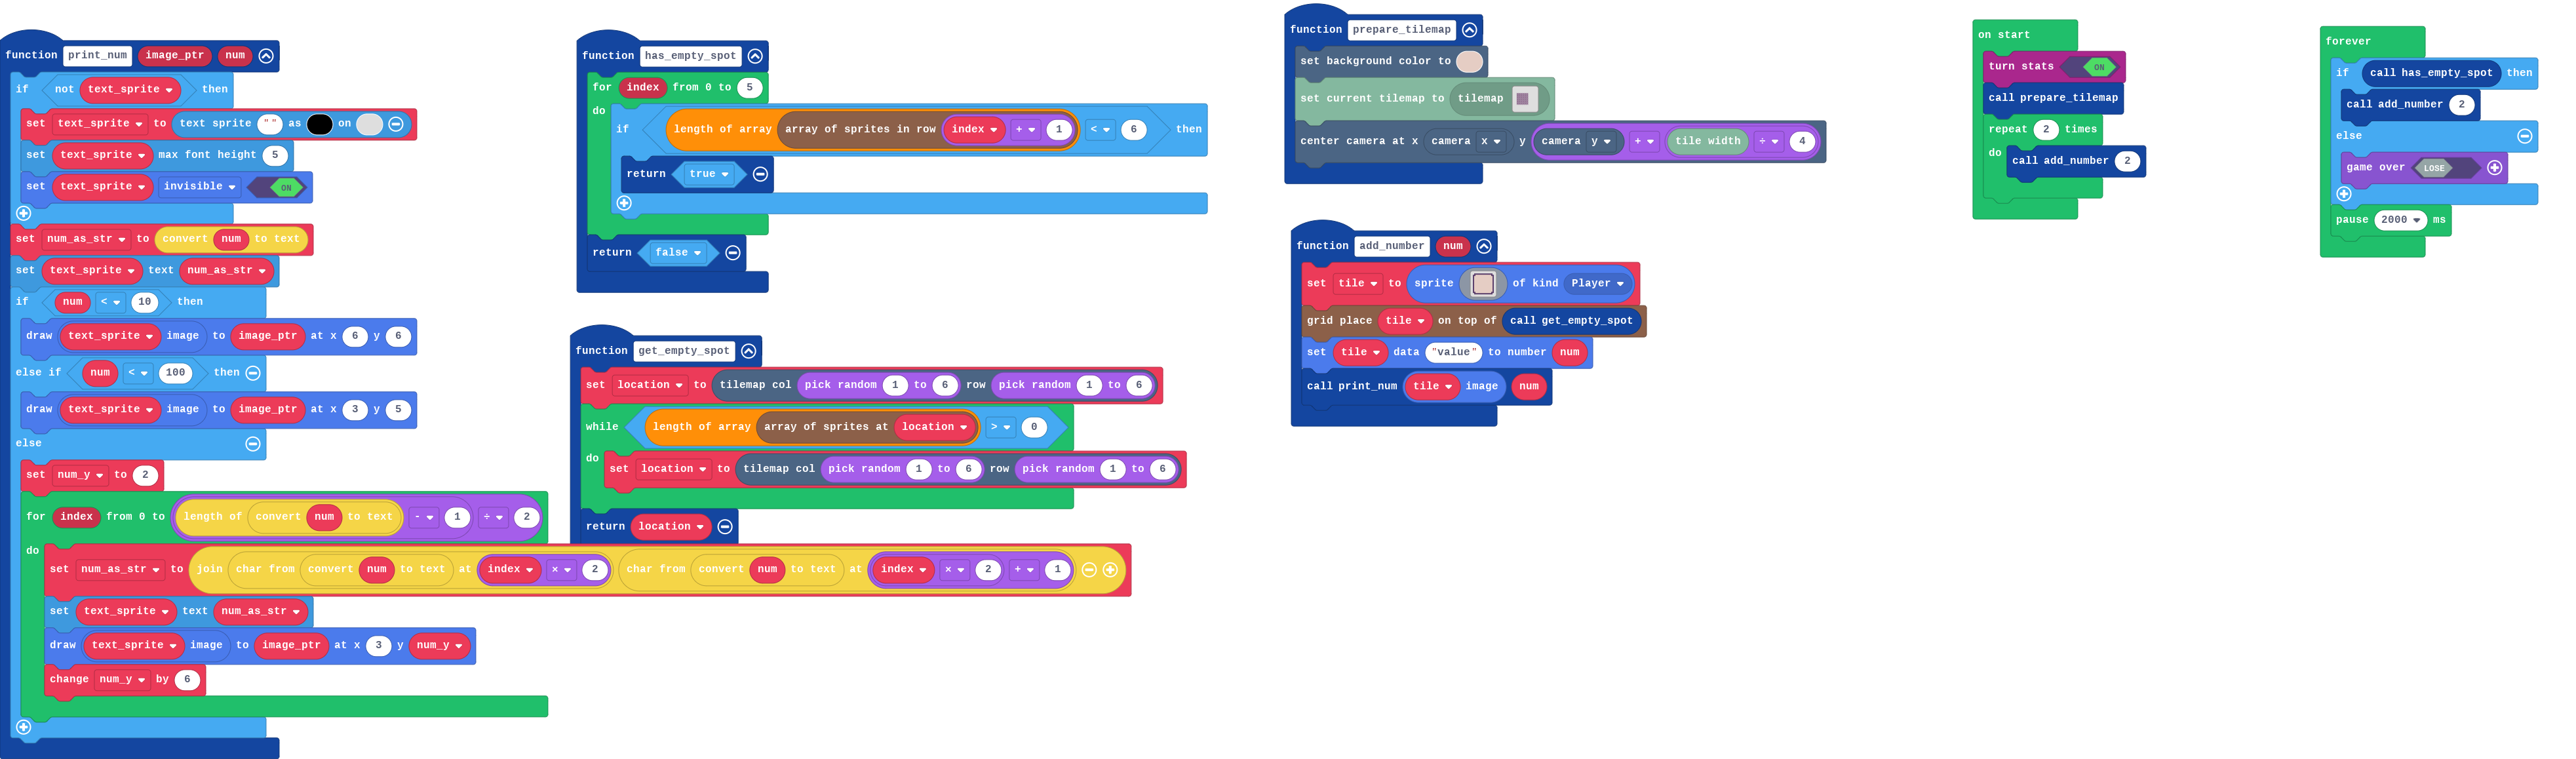 function print_num image_ptr num
if not text_sprite then
set text_sprite to text sprite " " as on
set text_sprite max font height 5
set text_sprite invisible ON
set num_as_str to convert num to text
set text_sprite text num_as_str
if num < 10 then
draw text_sprite image to image_ptr at x 6 y 6
else if num < 100 then
draw text_sprite image to image_ptr at x 3 y 5
else
set num_y to 2
for index from 0 to length of convert num to text - 1 ÷ 2
do
set num_as_str to join char from convert num to text at index × 2 char from convert num to text at index × 2 + 1
set text_sprite text num_as_str
draw text_sprite image to image_ptr at x 3 y num_y
change num_y by 6
function has_empty_spot
for index from 0 to 5
do
if length of array array of sprites in row index + 1 < 6 then
return true
return false
function get_empty_spot
set location to tilemap col pick random 1 to 6 row pick random 1 to 6
while length of array array of sprites at location > 0
do
set location to tilemap col pick random 1 to 6 row pick random 1 to 6
return location
function prepare_tilemap
set background color to
set current tilemap to tilemap
center camera at x camera x y camera y + tile width ÷ 4
function add_number num
set tile to sprite of kind Player
grid place tile on top of call get_empty_spot
set tile data "value" to number num
call print_num tile image num
on start
turn stats ON
call prepare_tilemap
repeat 2 times
do
call add_number 2
forever
if call has_empty_spot then
call add_number 2
else
game over LOSE
pause 2000 ms